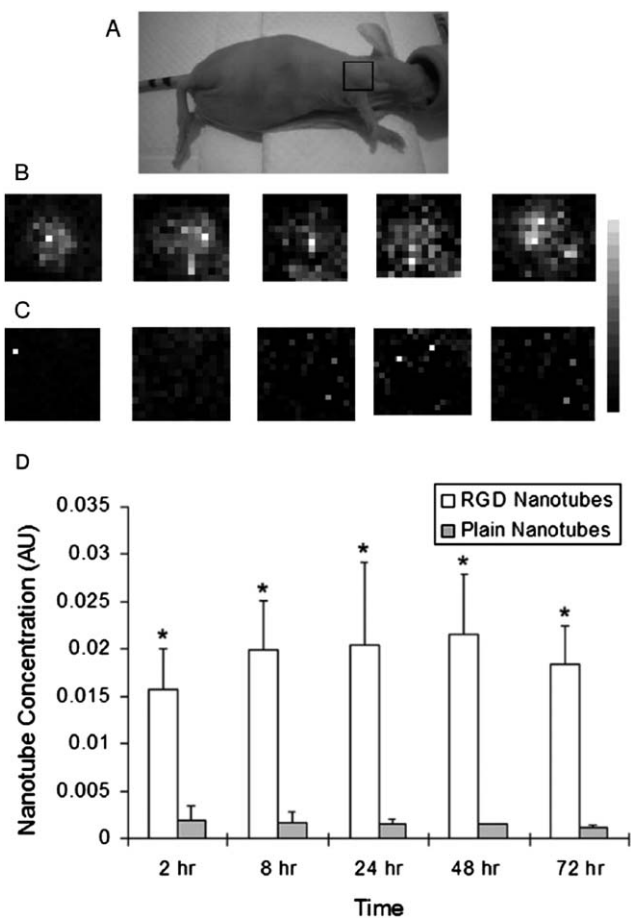 A
B
C
D
0.035
0.03
0.025
0.02
0.015
0.01
0.005
0
Nanotube Concentration (AU)
RGD Nanotubes
Plain Nanotubes
*
*
*
*
*
2 hr
8 hr
24 hr
48 hr
72 hr
Time